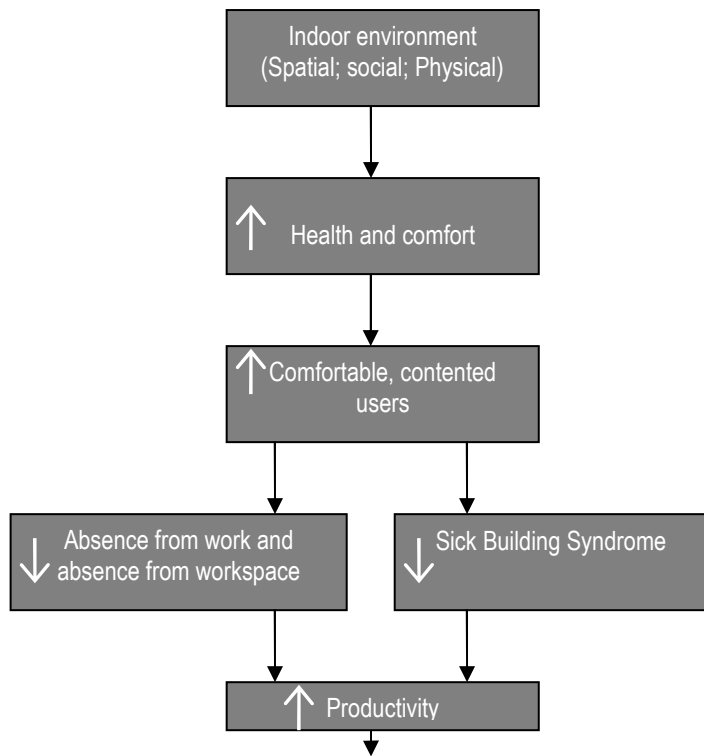 Indoor environment
(Spatial; social; Physical)
Health and comfort
Comfortable, contented
users
Absence from work and
absence from workspace
Sick Building Syndrome
Productivity